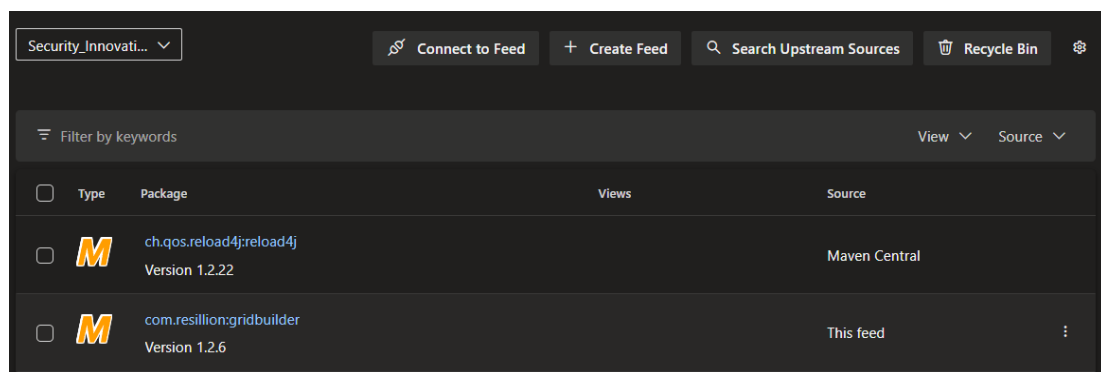 Security_Innovati...
Connect to Feed
Create Feed
Search Upstream Sources
Recycle Bin
Filter by keywords
View
Source
Type Package Views Source
ch.qos.reload4j:reload4j
Version 1.2.22
Maven Central
com.resillion:gridbuilder
Version 1.2.6
This feed